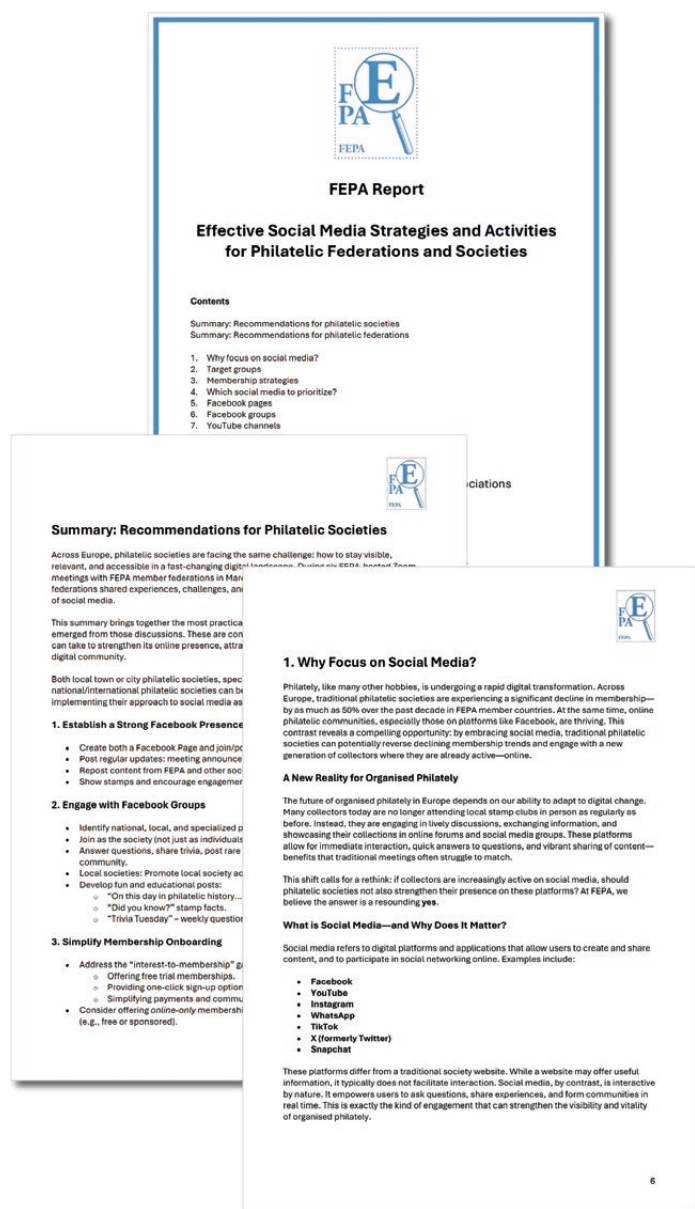 F E
PA
FEPA
FEPA Report
Effective Social Media Strategies and Activities
for Philatelic Federations and Societies
Contents
Summary: Recommendations for philatelic societies
Summary: Recommendations for philatelic federations
1. Why focus on social media?
2. Target groups
3. Membership strategies
4. Which social media to prioritize?
5. Facebook pages
6. Facebook groups
7. YouTube channels
ociations
F E
PA
FEPA
Summary: Recommendations for Philatelic Societies
Across Europe, philatelic societies are facing the same challenge: how to stay visible,
relevant, and accessible in a fast-changing digital landscape. During six FEPA-hosted Zoom
meetings with FEPA member federations in Mar
federations shared experiences, challenges, an
of social media.
This summary brings together the most practica
emerged from those discussions. These are con
can take to strengthen its online presence, attra
digital community.
Both local town or city philatelic societies, spec
national/international philatelic societies can be
implementing their approach to social media as
1. Establish a Strong Facebook Presence
• Create both a Facebook Page and join/po
• Post regular updates: meeting announce
• Repost content from FEPA and other soc
• Show stamps and encourage engagemen
2. Engage with Facebook Groups
• Identify national, local, and specialized p
• Join as the society (not just as individuals
• Answer questions, share trivia, post rare
community.
• Local societies: Promote local society ac
• Develop fun and educational posts:
○ "On this day in philatelic history...
○ "Did you know?" stamp facts.
○ "Trivia Tuesday" – weekly question
3. Simplify Membership Onboarding
• Address the "interest-to-membership" ga
○ Offering free trial memberships.
○ Providing one-click sign-up option
○ Simplifying payments and commu
• Consider offering online-only membershi
(e.g., free or sponsored).
F E
PA
FEPA
1. Why Focus on Social Media?
Philately, like many other hobbies, is undergoing a rapid digital transformation. Across
Europe, traditional philatelic societies are experiencing a significant decline in membership—
by as much as 50% over the past decade in FEPA member countries. At the same time, online
philatelic communities, especially those on platforms like Facebook, are thriving. This
contrast reveals a compelling opportunity: by embracing social media, traditional philatelic
societies can potentially reverse declining membership trends and engage with a new
generation of collectors where they are already active—online.
A New Reality for Organised Philately
The future of organised philately in Europe depends on our ability to adapt to digital change.
Many collectors today are no longer attending local stamp clubs in person as regularly as
before. Instead, they are engaging in lively discussions, exchanging information, and
showcasing their collections in online forums and social media groups. These platforms
allow for immediate interaction, quick answers to questions, and vibrant sharing of content—
benefits that traditional meetings often struggle to match.
This shift calls for a rethink: if collectors are increasingly active on social media, should
philatelic societies not also strengthen their presence on these platforms? At FEPA, we
believe the answer is a resounding yes.
What is Social Media—and Why Does It Matter?
Social media refers to digital platforms and applications that allow users to create and share
content, and to participate in social networking online. Examples include:
• Facebook
• YouTube
• Instagram
• WhatsApp
• TikTok
• X (formerly Twitter)
• Snapchat
These platforms differ from a traditional society website. While a website may offer useful
information, it typically does not facilitate interaction. Social media, by contrast, is interactive
by nature. It empowers users to ask questions, share experiences, and form communities in
real time. This is exactly the kind of engagement that can strengthen the visibility and vitality
of organised philately.
6